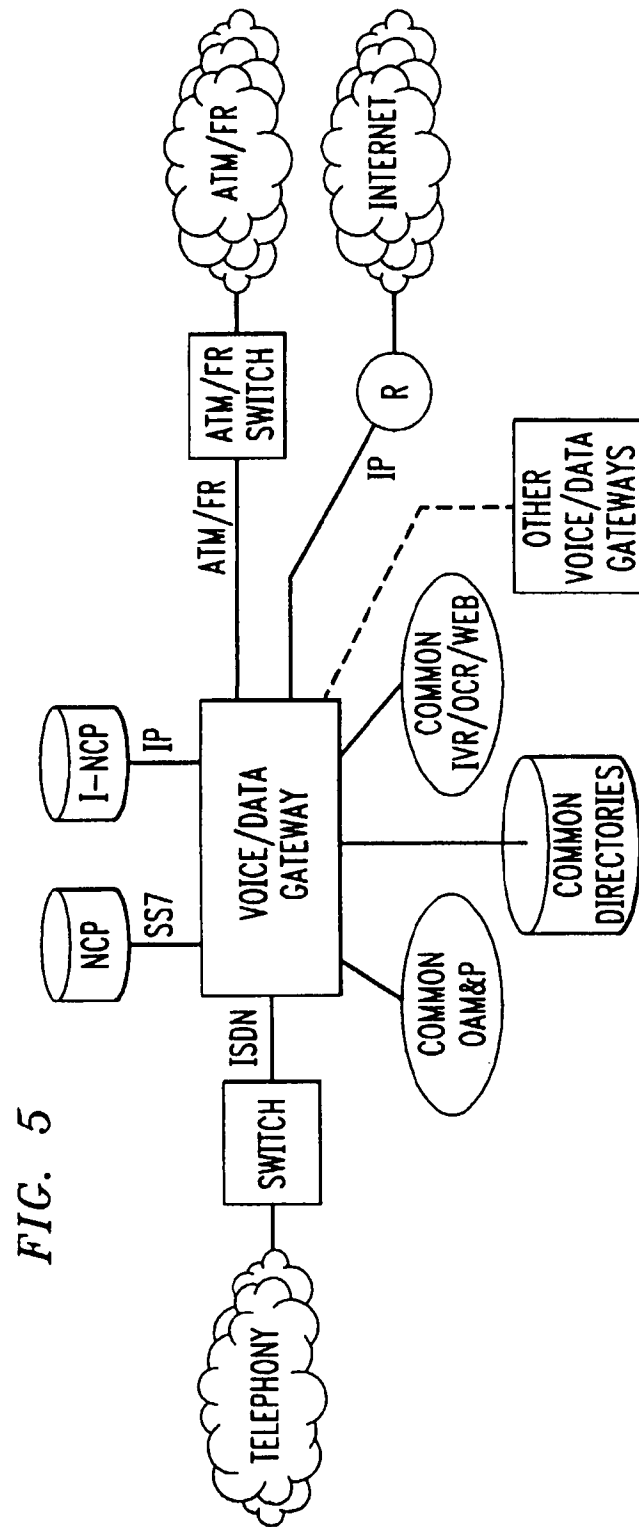 FIG. 5
TELEPHONY
SWITCH
ISDN
NCP
SS7
I-NCP
IP
VOICE/DATA
GATEWAY
ATM/FR
ATM/FR
SWITCH
ATM/FR
IP
R
INTERNET
COMMON
OAM&P
COMMON
DIRECTORIES
COMMON
IVR/OCR/WEB
OTHER
VOICE/DATA
GATEWAYS